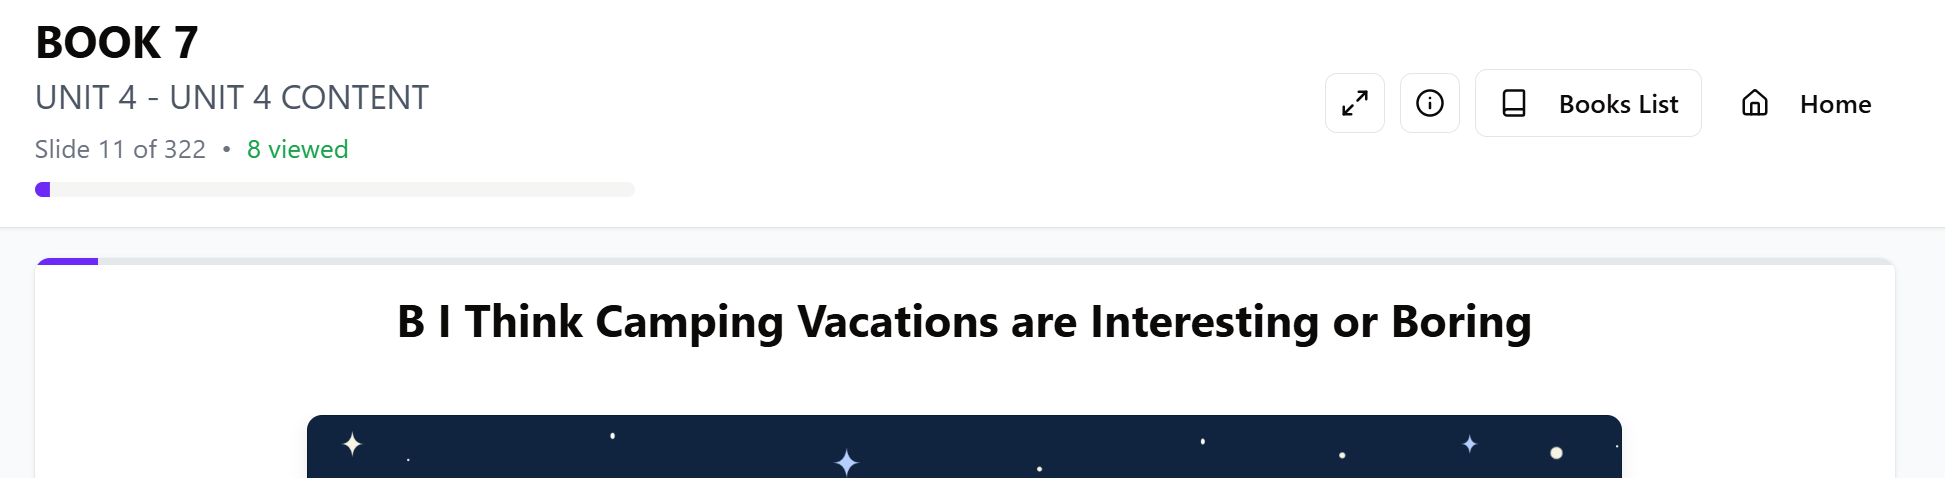 BOOK 7
UNIT 4 - UNIT 4 CONTENT
Slide 11 of 322 • 8 viewed
Books List
Home
B I Think Camping Vacations are Interesting or Boring